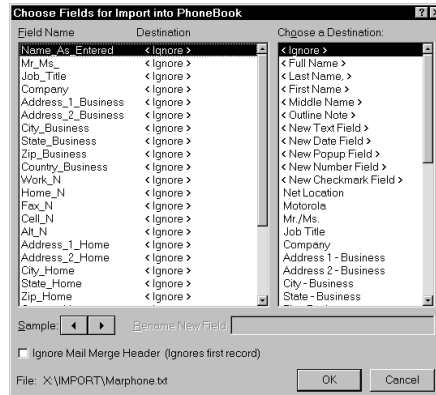 Choose Fields for Import into PhoneBook
Field Name Destination Choose a Destination:
Name_As_Entered < Ignore >
Mr_Ms_ < Ignore >
Job_Title < Ignore >
Company < Ignore >
Address_1_Business < Ignore >
Address_2_Business < Ignore >
City_Business < Ignore >
State_Business < Ignore >
Zip_Business < Ignore >
Country_Business < Ignore >
Work_N < Ignore >
Home_N < Ignore >
Fax_N < Ignore >
Cell_N < Ignore >
Alt_N < Ignore >
Address_1_Home < Ignore >
Address_2_Home < Ignore >
City_Home < Ignore >
State_Home < Ignore >
Zip_Home < Ignore >
< Ignore >
< Full Name >
< Last Name, >
< First Name >
< Middle Name >
< Outline Note >
< New Text Field >
< New Date Field >
< New Popup Field >
< New Number Field >
< New Checkmark Field >
Net Location
Motorola
Mr./Ms.
Job Title
Company
Address 1 - Business
Address 2 - Business
City - Business
State - Business
Sample: Rename New Field:
Ignore Mail Merge Header (Ignores first record)
File: X:\IMPORT\Marphone.txt OK Cancel